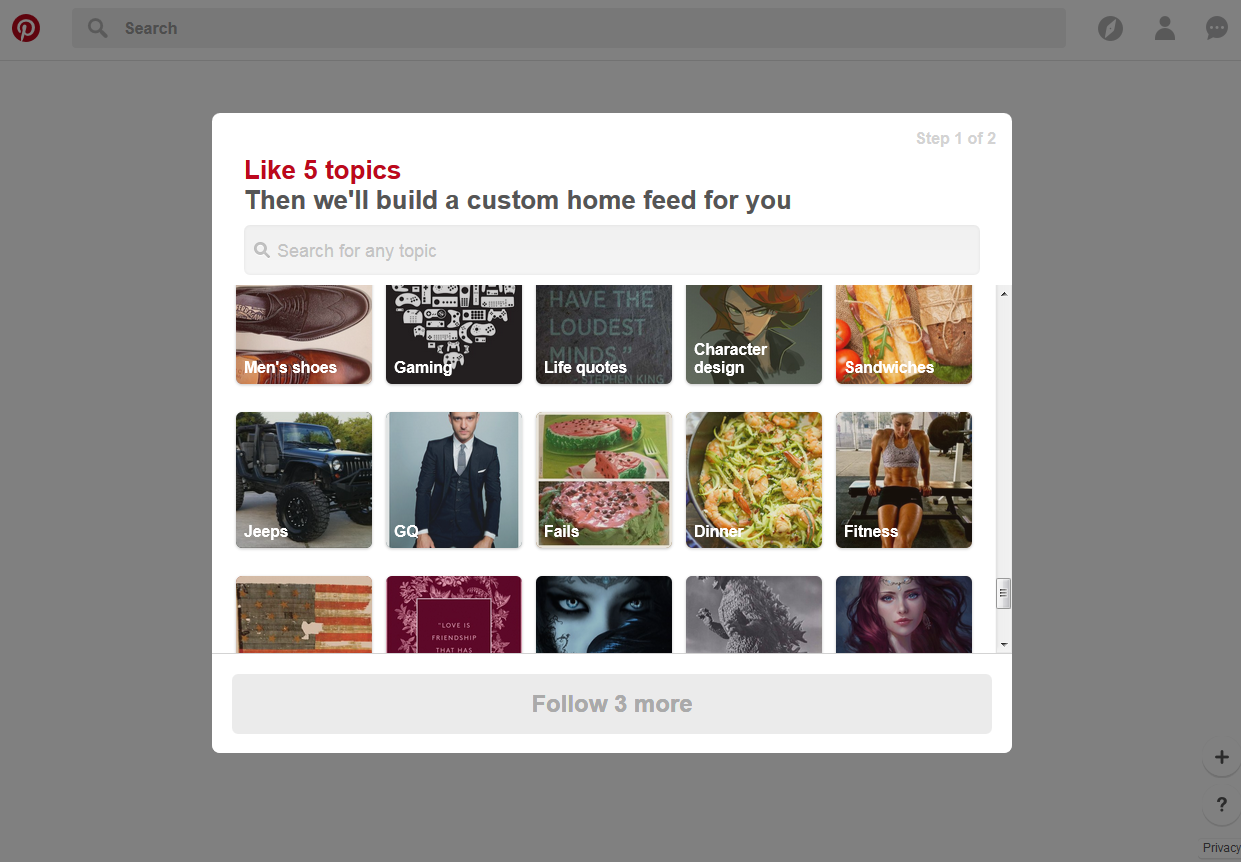 Search
Step 1 of 2
Like 5 topics
Then we'll build a custom home feed for you
Search for any topic
HAVE THE
LOUDEST
MINDS."
STEPHEN KING
Men's shoes
Gaming
Life quotes
Character
design
Sandwiches
Jeeps
GQ
Fails
Dinner
Fitness
"LOVE IS
FRIENDSHIP
THAT HAS
Follow 3 more
+
?
Privacy